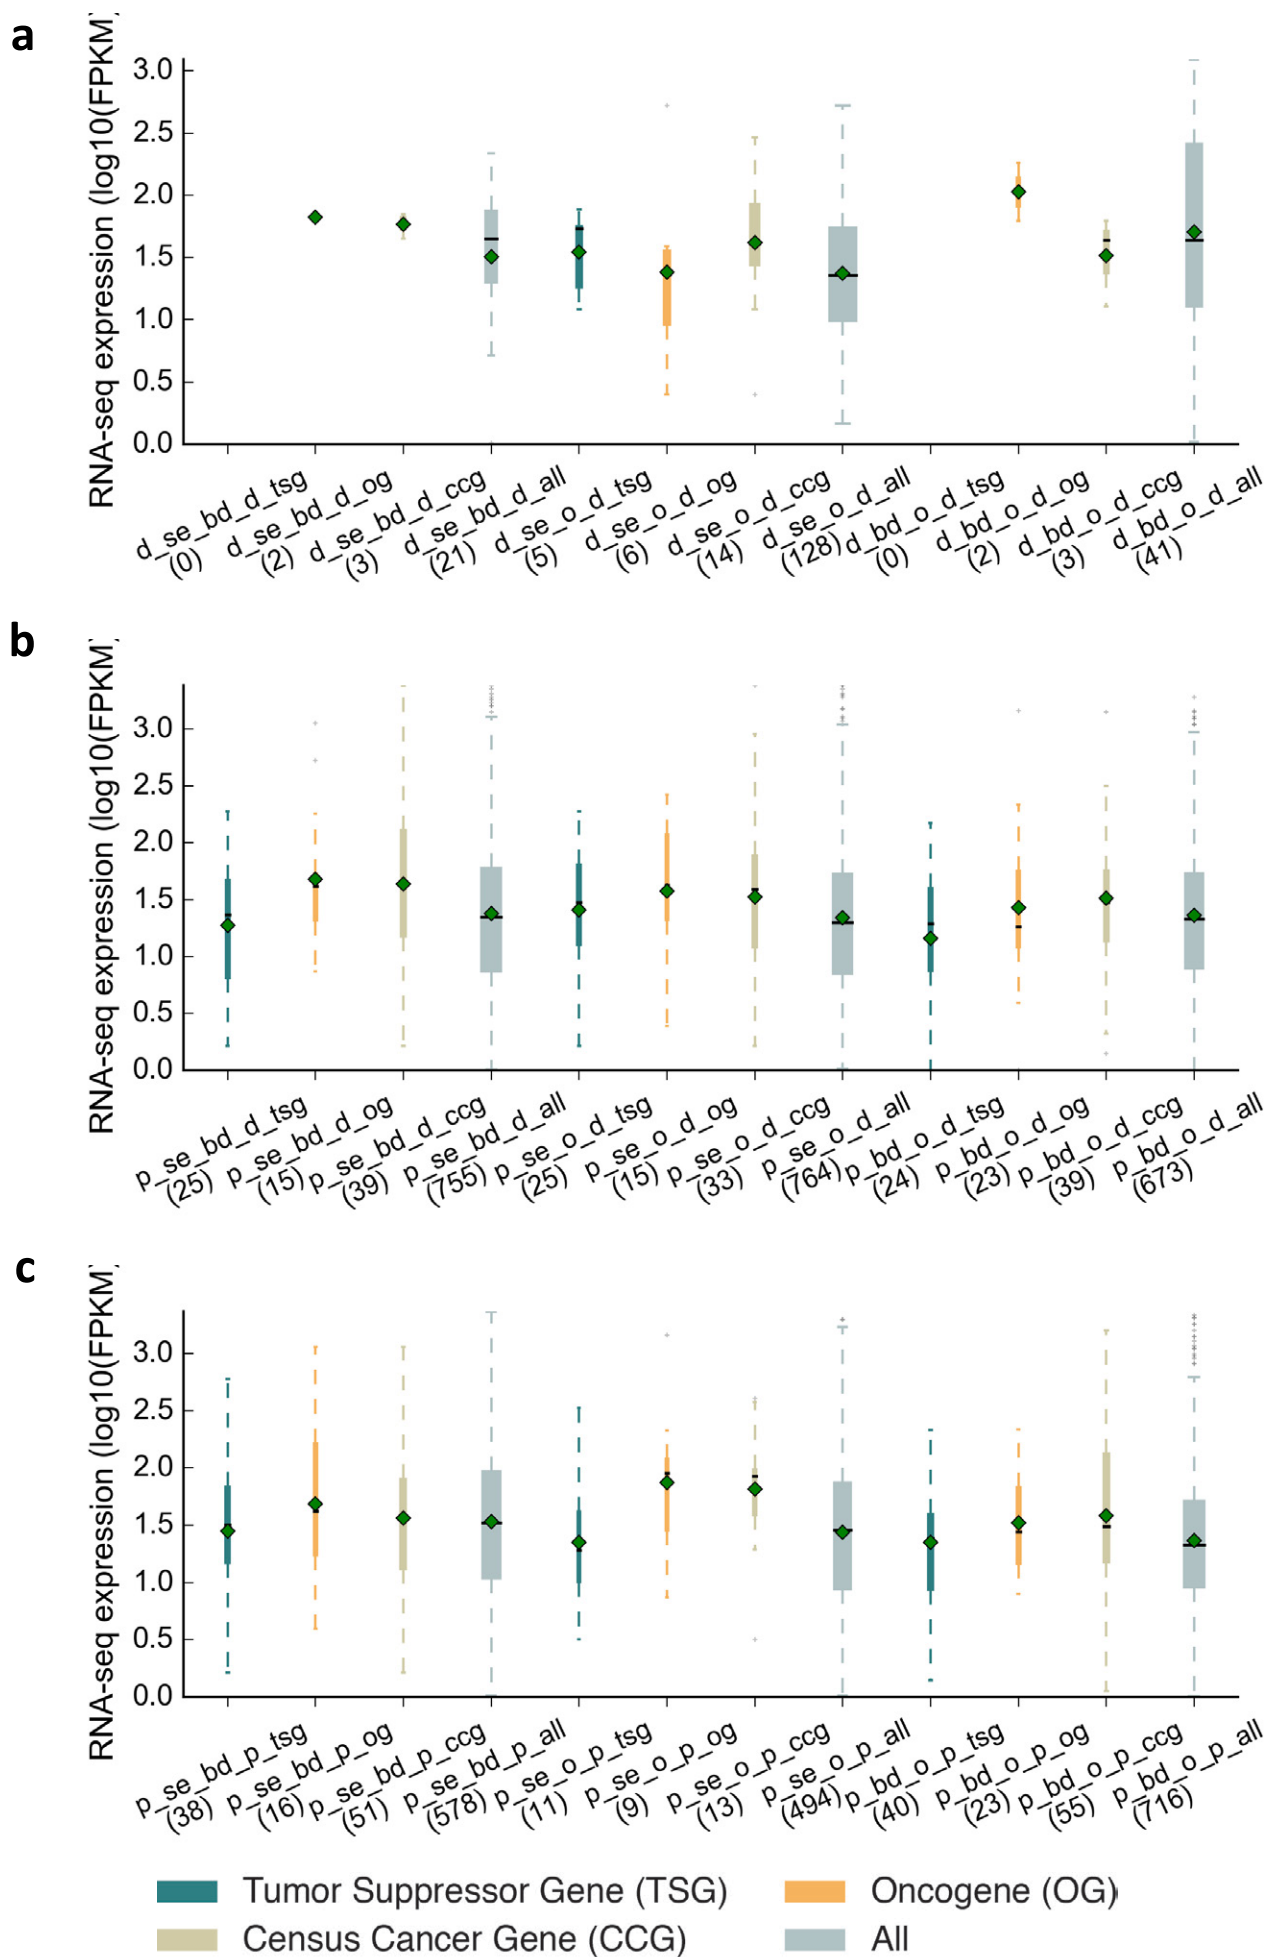 a
RNA-seq expression (log10(FPKM)
3.0
2.5
2.0
1.5
1.0
0.5
0.0
d_se_bd_d_tsg
(0)
d_se_bd_d_og
(2)
d_se_bd_d_ccg
(3)
d_se_bd_d_all
(21)
d_se_o_d_tsg
(5)
d_se_o_d_og
(6)
d_se_o_d_ccg
(14)
d_se_o_d_all
(128)
d_bd_o_d_tsg
(0)
d_bd_o_d_og
(2)
d_bd_o_d_ccg
(3)
d_bd_o_d_all
(41)
b
RNA-seq expression (log10(FPKM)
3.0
2.5
2.0
1.5
1.0
0.5
0.0
p_se_bd_d_tsg
(25)
p_se_bd_d_og
(15)
p_se_bd_d_ccg
(39)
p_se_bd_d_all
(755)
p_se_o_d_tsg
(25)
p_se_o_d_og
(15)
p_se_o_d_ccg
(33)
p_se_o_d_all
(764)
p_bd_o_d_tsg
(24)
p_bd_o_d_og
(23)
p_bd_o_d_ccg
(39)
p_bd_o_d_all
(673)
c
RNA-seq expression (log10(FPKM)
3.0
2.5
2.0
1.5
1.0
0.5
0.0
p_se_bd_p_tsg
(38)
p_se_bd_p_og
(16)
p_se_bd_p_ccg
(51)
p_se_bd_p_all
(578)
p_se_o_p_tsg
(11)
p_se_o_p_og
(9)
p_se_o_p_ccg
(13)
p_se_o_p_all
(494)
p_bd_o_p_tsg
(40)
p_bd_o_p_og
(23)
p_bd_o_p_ccg
(55)
p_bd_o_p_all
(716)
Tumor Suppressor Gene (TSG)
Oncogene (OG)
Census Cancer Gene (CCG)
All